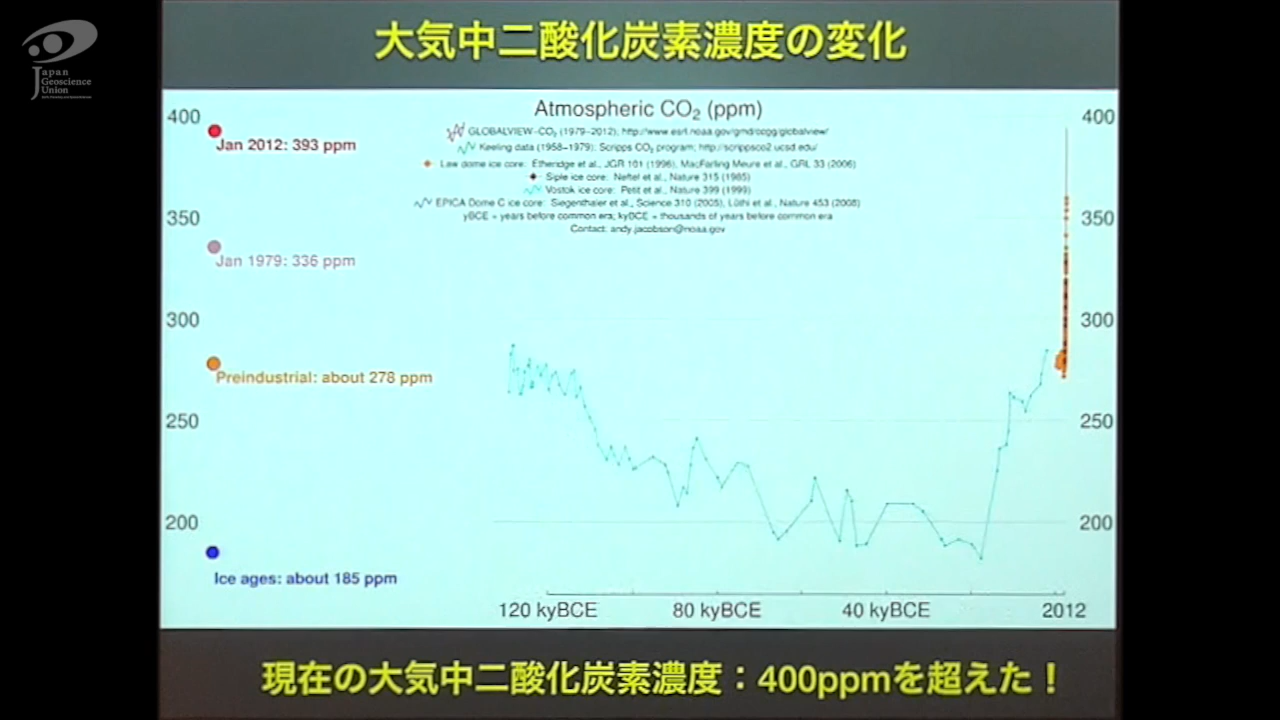 Japan
Geoscience
Union
大気中二酸化炭素濃度の変化
Atmospheric CO₂ (ppm)
GLOBALVIEW-CO₂ (1979-2012); http://www.esrl.noaa.gov/gmd/ccgg/globalview/
Keeling data (1958-1979): Scripps CO₂ program; http://scrippsco2.ucsd.edu/
Law dome ice core: Etheridge et al., JGR 101 (1996), MacFarling Meure et al., GRL 33 (2006)
Siple ice core: Neftel et al., Nature 315 (1985)
Vostok ice core: Petit et al., Nature 399 (1999)
EPICA Dome C ice core: Siegenthaler et al., Science 310 (2005), Lüthi et al., Nature 453 (2008)
yBCE = years before common era; kyBCE = thousands of years before common era
Contact: andy.jacobson@noaa.gov
400 400
Jan 2012: 393 ppm
350 350
Jan 1979: 336 ppm
300 300
Preindustrial: about 278 ppm
250 250
200 200
Ice ages: about 185 ppm
120 kyBCE 80 kyBCE 40 kyBCE 2012
現在の大気中二酸化炭素濃度：400ppmを超えた！